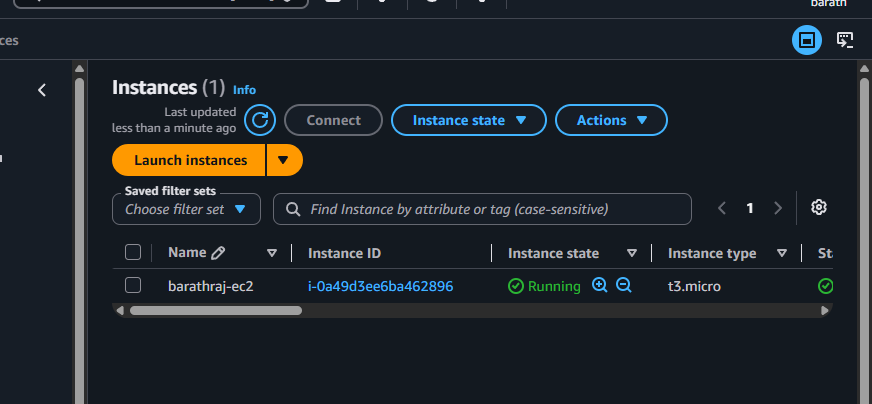 barath
ces
Instances (1) Info
Last updated
less than a minute ago
Connect
Instance state
Actions
Launch instances
Saved filter sets
Choose filter set
Find Instance by attribute or tag (case-sensitive)
1
Name Instance ID Instance state Instance type Sta
barathraj-ec2 i-0a49d3ee6ba462896 Running t3.micro